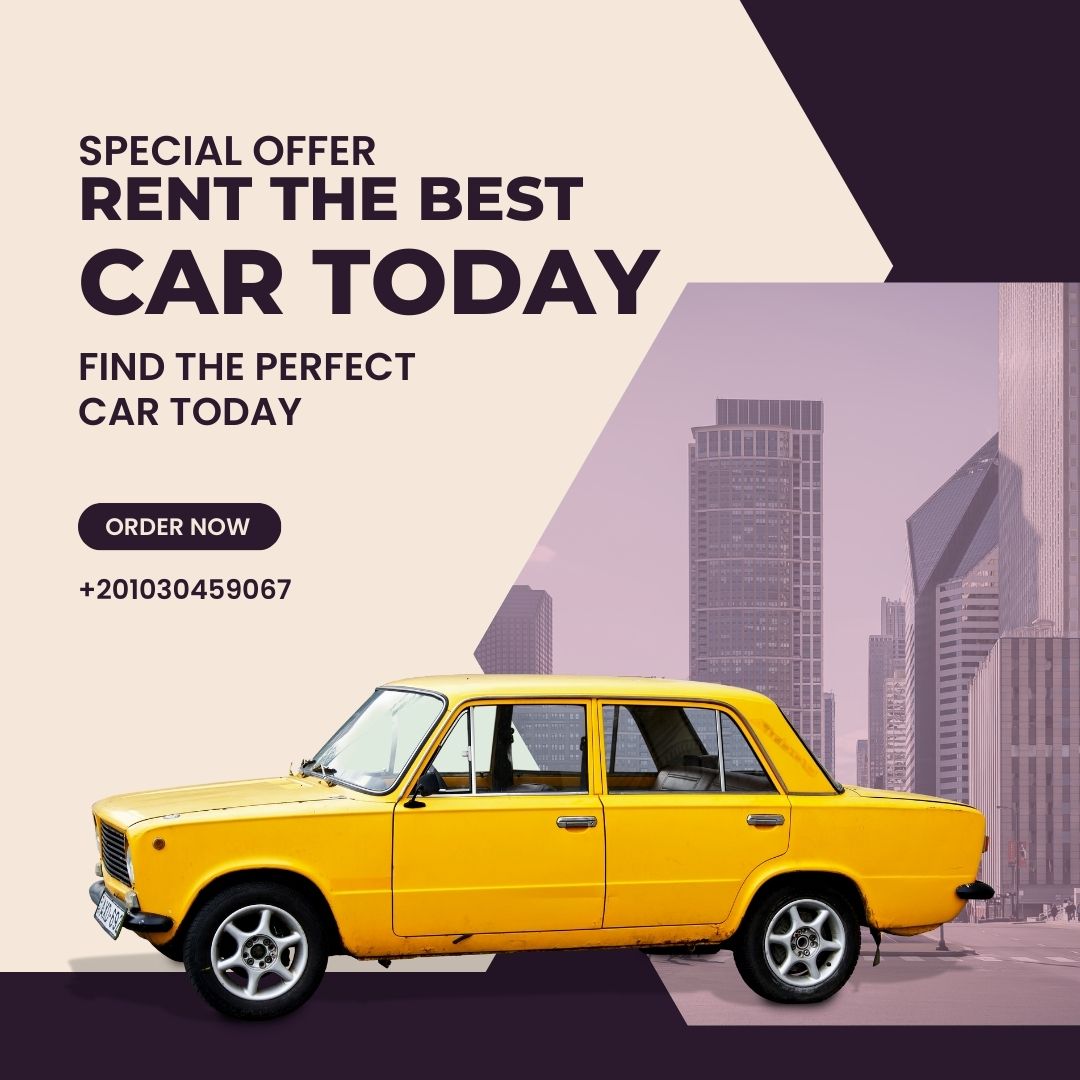 SPECIAL OFFER
RENT THE BEST
CAR TODAY
FIND THE PERFECT
CAR TODAY
ORDER NOW
+201030459067